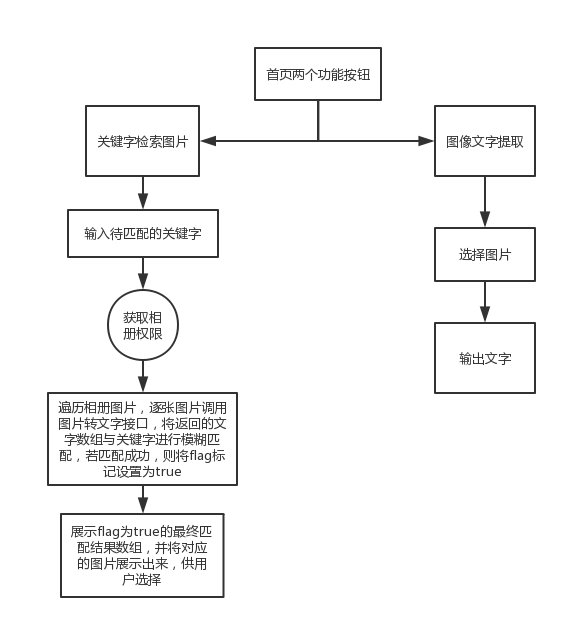 首页两个功能按钮
关键字检索图片
图像文字提取
输入待匹配的关键字
选择图片
获取相
册权限
输出文字
遍历相册图片，逐张图片调用
图片转文字接口，将返回的文
字数组与关键字进行模糊匹
配，若匹配成功，则将flag标
记设置为true
展示flag为true的最终匹
配结果数组，并将对应
的图片展示出来，供用
户选择